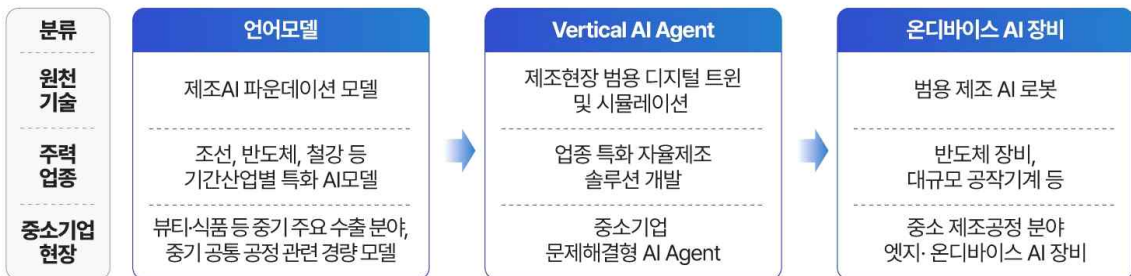 분류
언어모델
Vertical AI Agent
온디바이스 AI 장비
원천
기술
제조AI 파운데이션 모델
제조현장 범용 디지털 트윈
및 시뮬레이션
범용 제조 AI 로봇
주력
업종
조선, 반도체, 철강 등
기간산업별 특화 AI모델
업종 특화 자율제조
솔루션 개발
반도체 장비,
대규모 공작기계 등
중소기업
현장
뷰티·식품 등 중기 주요 수출 분야,
중기 공통 공정 관련 경량 모델
중소기업
문제해결형 AI Agent
중소 제조공정 분야
엣지· 온디바이스 AI 장비